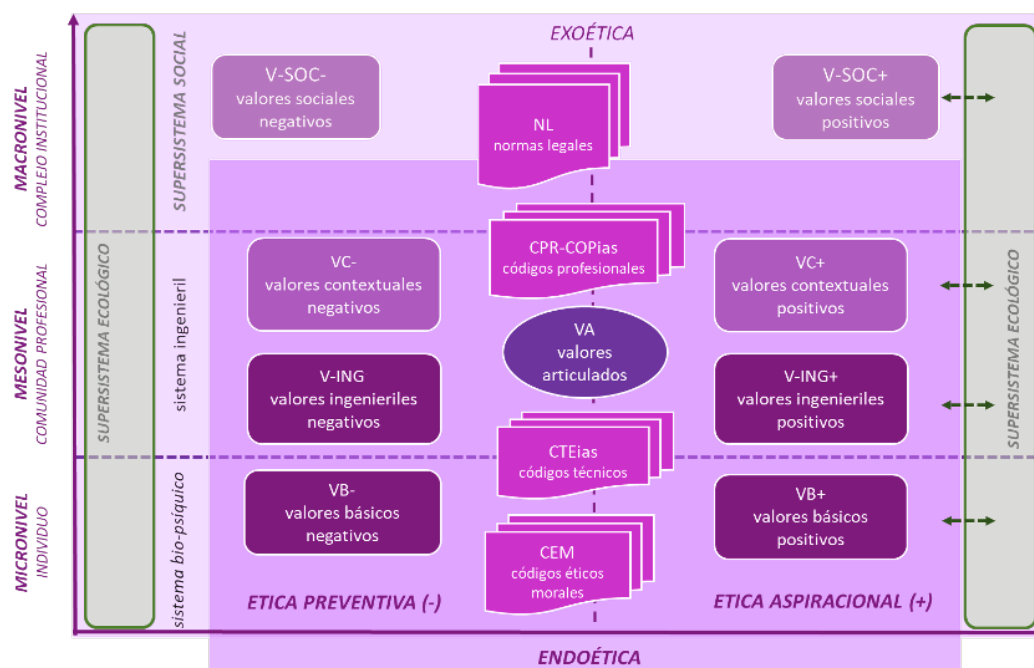 EXOÉTICA
MACRONIVEL
COMPLEJO INSTITUCIONAL
SUPERSISTEMA SOCIAL
V-SOC-
valores sociales
negativos
NL
normas legales
V-SOC+
valores sociales
positivos
MESONIVEL
COMUNIDAD PROFESIONAL
SUPERSISTEMA ECOLÓGICO
sistema ingenieril
VC-
valores contextuales
negativos
CPR-COPias
códigos profesionales
VC+
valores contextuales
positivos
SUPERSISTEMA ECOLÓGICO
VA
valores
articulados
V-ING
valores ingenieriles
negativos
V-ING+
valores ingenieriles
positivos
CTEias
códigos técnicos
MICRONIVEL
INDIVIDUO
sistema bio-psíquico
VB-
valores básicos
negativos
VB+
valores básicos
positivos
CEM
códigos éticos
morales
ETICA PREVENTIVA (-)
ETICA ASPIRACIONAL (+)
ENDOÉTICA